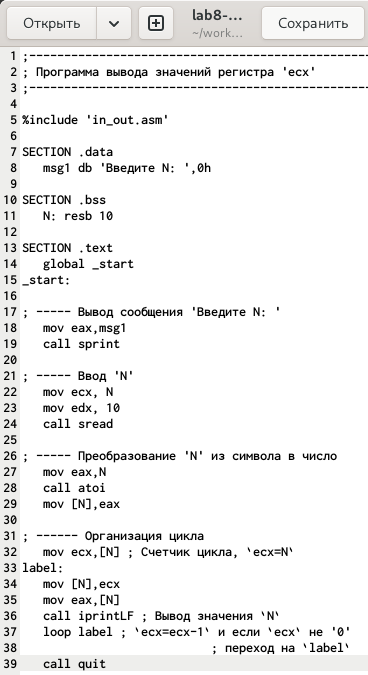 Открыть
lab8-...
~/work...
Сохранить
1 ;-------------------------------------------------
2 ; Программа вывода значений регистра 'ecx'
3 ;-------------------------------------------------
4
5 %include 'in_out.asm'
6
7 SECTION .data
8    msg1 db 'Введите N: ',0h
9
10 SECTION .bss
11    N: resb 10
12
13 SECTION .text
14    global _start
15 _start:
16
17 ; ----- Вывод сообщения 'Введите N: '
18    mov eax,msg1
19    call sprint
20
21 ; ----- Ввод 'N'
22    mov ecx, N
23    mov edx, 10
24    call sread
25
26 ; ----- Преобразование 'N' из символа в число
27    mov eax,N
28    call atoi
29    mov [N],eax
30
31 ; ------ Организация цикла
32    mov ecx,[N] ; Счетчик цикла, `ecx=N`
33 label:
34    mov [N],ecx
35    mov eax,[N]
36    call iprintLF ; Вывод значения `N`
37    loop label ; `ecx=ecx-1` и если `ecx` не '0'
38                           ; переход на `label`
39    call quit